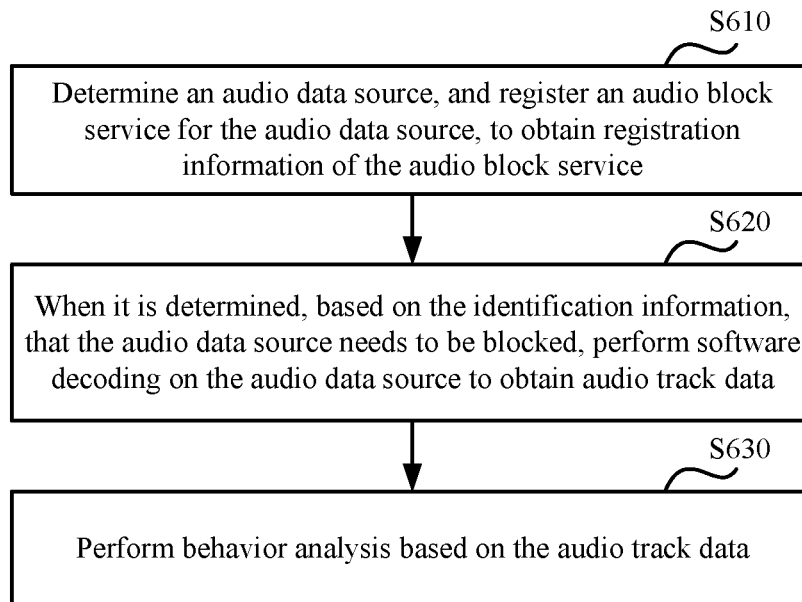 S610
Determine an audio data source, and register an audio block
service for the audio data source, to obtain registration
information of the audio block service
S620
When it is determined, based on the identification information,
that the audio data source needs to be blocked, perform software
decoding on the audio data source to obtain audio track data
S630
Perform behavior analysis based on the audio track data